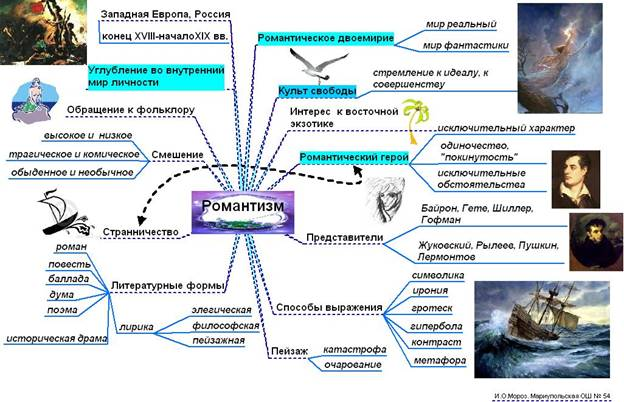 Западная Европа, Россия
конец XVIII-началоXIX вв.
Углубление во внутренний
мир личности
Обращение к фольклору
Смешение
высокое и низкое
трагическое и комическое
обыденное и необычное
Странничество
Литературные формы
роман
повесть
баллада
дума
поэма
историческая драма
лирика
элегическая
философская
пейзажная
Романтизм
Романтическое двоемирие
мир реальный
мир фантастики
Культ свободы
стремление к идеалу, к
совершенству
Интерес к восточной
экзотике
Романтический герой
исключительный характер
одиночество,
"покинутость"
исключительные
обстоятельства
Представители
Байрон, Гете, Шиллер,
Гофман
Жуковский, Рылеев, Пушкин,
Лермонтов
Способы выражения
символика
ирония
гротеск
гипербола
контраст
метафора
Пейзаж
катастрофа
очарование
И.О.Мороз. Мариупольская ОШ № 54